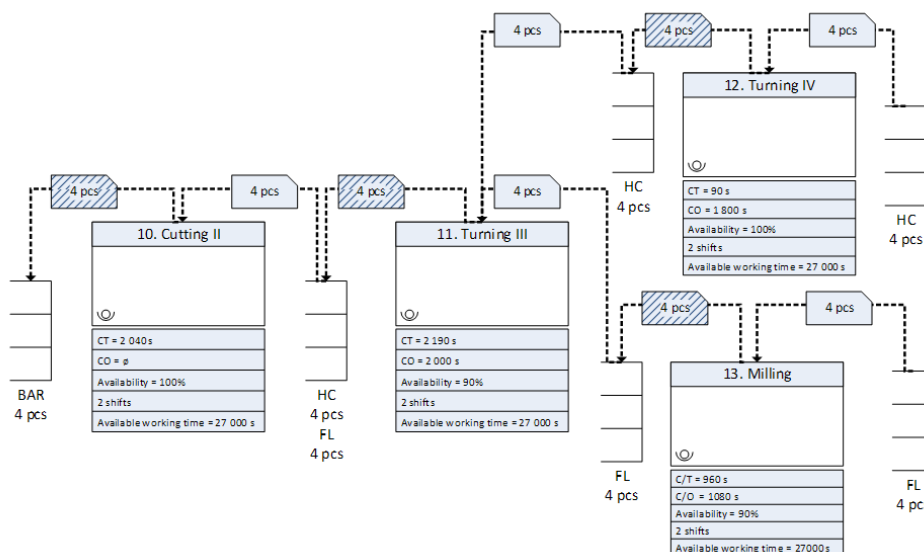 4 pcs
4 pcs
4 pcs
12. Turning IV
HC
4 pcs
CT = 90 s
CO = 1 800 s
Availability = 100%
2 shifts
Available working time = 27 000 s
HC
4 pcs
4 pcs
4 pcs
4 pcs
4 pcs
10. Cutting II
11. Turning III
BAR
4 pcs
CT = 2 040 s
CO = ø
Availability = 100%
2 shifts
Available working time = 27 000 s
HC
4 pcs
FL
4 pcs
CT = 2 190 s
CO = 2 000 s
Availability = 90%
2 shifts
Available working time = 27 000 s
4 pcs
4 pcs
13. Milling
FL
4 pcs
C/T = 960 s
C/O = 1080 s
Availability = 90%
2 shifts
Available working time = 27000 s
FL
4 pcs